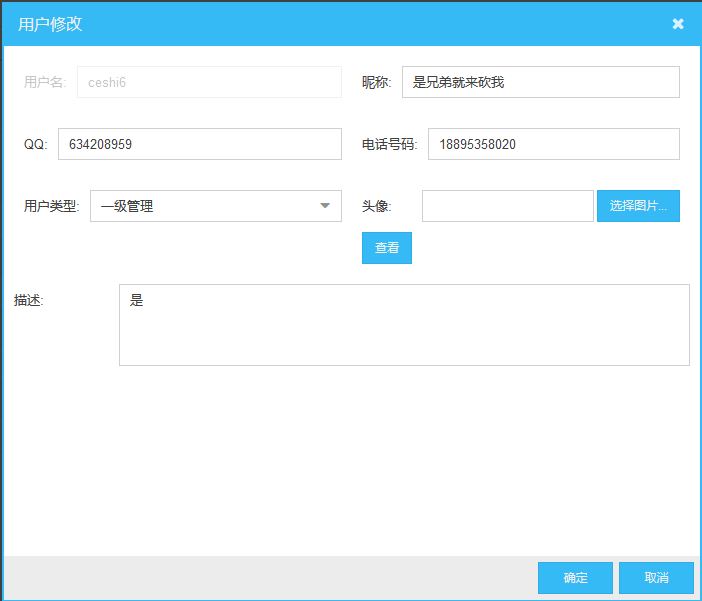 用户修改
用户名: ceshi6 昵称: 是兄弟就来砍我
QQ: 634208959 电话号码: 18895358020
用户类型: 一级管理 头像: 选择图片...
查看
描述: 是
确定 取消